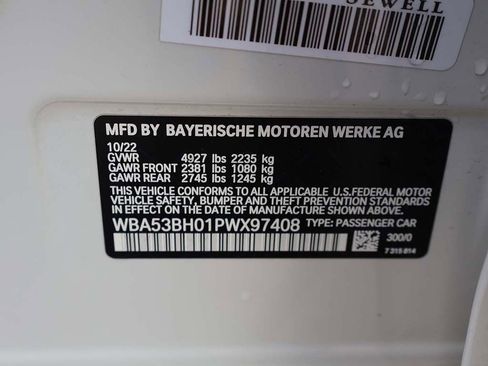 SEWELL
MFD BY BAYERISCHE MOTOREN WERKE AG
10/22
GVWR 4927 lbs 2235 kg
GAWR FRONT 2381 lbs 1080 kg
GAWR REAR 2745 lbs 1245 kg
THIS VEHICLE CONFORMS TO ALL APPLICABLE U.S.FEDERAL MOTOR
VEHICLE SAFETY, BUMPER AND THEFT PREVENTION STANDARDS
IN EFFECT ON THE DATE OF MANUFACTURE SHOWN ABOVE.
WBA53BH01PWX97408 TYPE: PASSENGER CAR
300/0
7 315 814